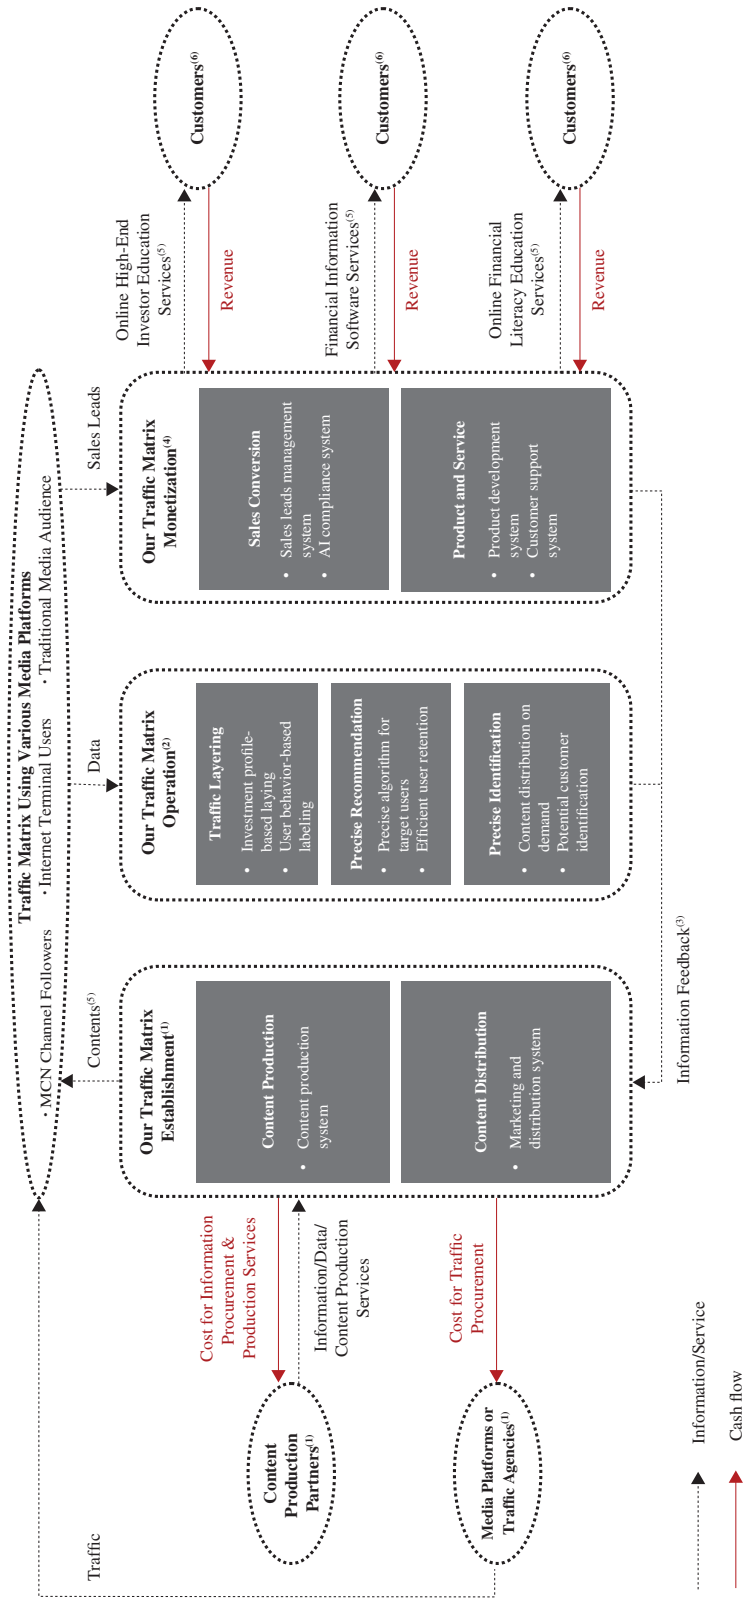 Traffic Matrix Using Various Media Platforms
• MCN Channel Followers
• Internet Terminal Users
• Traditional Media Audience
Traffic
Contents(5)
Data
Sales Leads
Content
Production
Partners(1)
Cost for Information
Procurement &
Production Services
Information/Data/
Content Production
Services
Media Platforms or
Traffic Agencies(1)
Cost for Traffic
Procurement
Our Traffic Matrix
Establishment(1)
Content Production
• Content production
system
Content Distribution
• Marketing and
distribution system
Our Traffic Matrix
Operation(2)
Traffic Layering
• Investment profile-
based laying
• User behavior-based
labeling
Precise Recommendation
• Precise algorithm for
target users
• Efficient user retention
Precise Identification
• Content distribution on
demand
• Potential customer
identification
Our Traffic Matrix
Monetization(4)
Sales Conversion
• Sales leads management
system
• AI compliance system
Product and Service
• Product development
system
• Customer support
system
Online High-End
Investor Education
Services(5)
Revenue
Customers(6)
Financial Information
Software Services(5)
Revenue
Customers(6)
Online Financial
Literacy Education
Services(5)
Revenue
Customers(6)
Information Feedback(3)
Information/Service
Cash flow